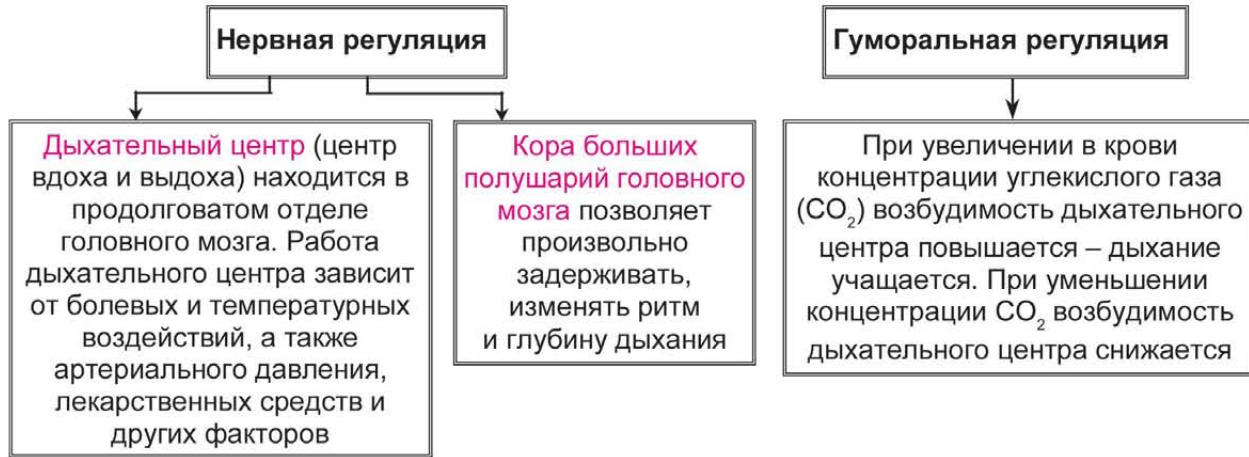 Нервная регуляция
Дыхательный центр (центр
вдоха и выдоха) находится в
продолговатом отделе
головного мозга. Работа
дыхательного центра зависит
от болевых и температурных
воздействий, а также
артериального давления,
лекарственных средств и
других факторов
Кора больших
полушарий головного
мозга позволяет
произвольно
задерживать,
изменять ритм
и глубину дыхания
Гуморальная регуляция
При увеличении в крови
концентрации углекислого газа
(CO₂) возбудимость дыхательного
центра повышается – дыхание
учащается. При уменьшении
концентрации CO₂ возбудимость
дыхательного центра снижается